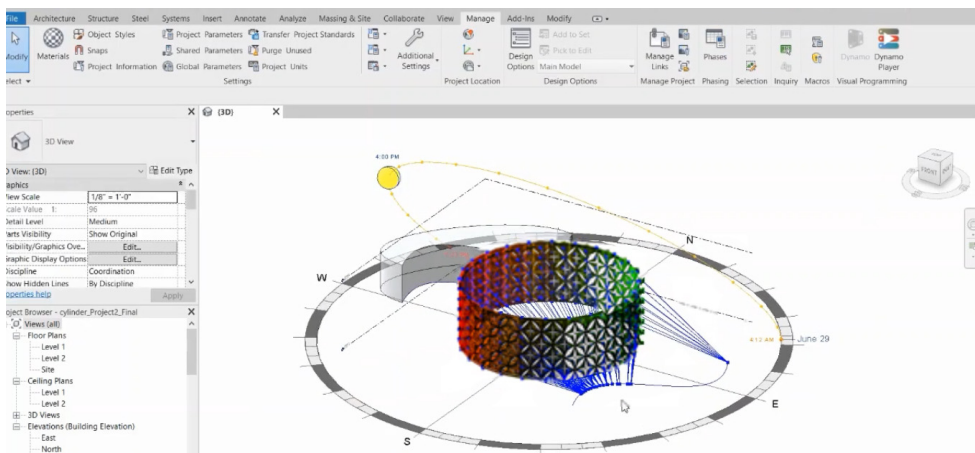 File Architecture Structure Steel Systems Insert Annotate Analyze Massing & Site Collaborate View Manage Add-Ins Modify
Modify
Materials
Object Styles
Snaps
Project Information
Project Parameters
Shared Parameters
Global Parameters
Transfer Project Standards
Purge Unused
Project Units
Additional
Settings
Design
Options
Add to Set
Pick to Edit
Main Model
Manage
Links
Phases
Dynamo
Dynamo
Player
Select Settings Project Location Design Options Manage Project Phasing Selection Inquiry Macros Visual Programming
Properties
3D View
3D View: {3D} Edit Type
Graphics
View Scale 1/8" = 1'-0"
Scale Value 1: 96
Detail Level Medium
Parts Visibility Show Original
Visibility/Graphics Ove... Edit...
Graphic Display Options Edit...
Discipline Coordination
Show Hidden Lines By Discipline
Properties help Apply
Project Browser - cylinder_Project2_Final
Views (all)
Floor Plans
Level 1
Level 2
Site
Ceiling Plans
Level 1
Level 2
3D Views
Elevations (Building Elevation)
East
North
{3D}
4:00 PM
FRONT
N
W
June 29
E
S